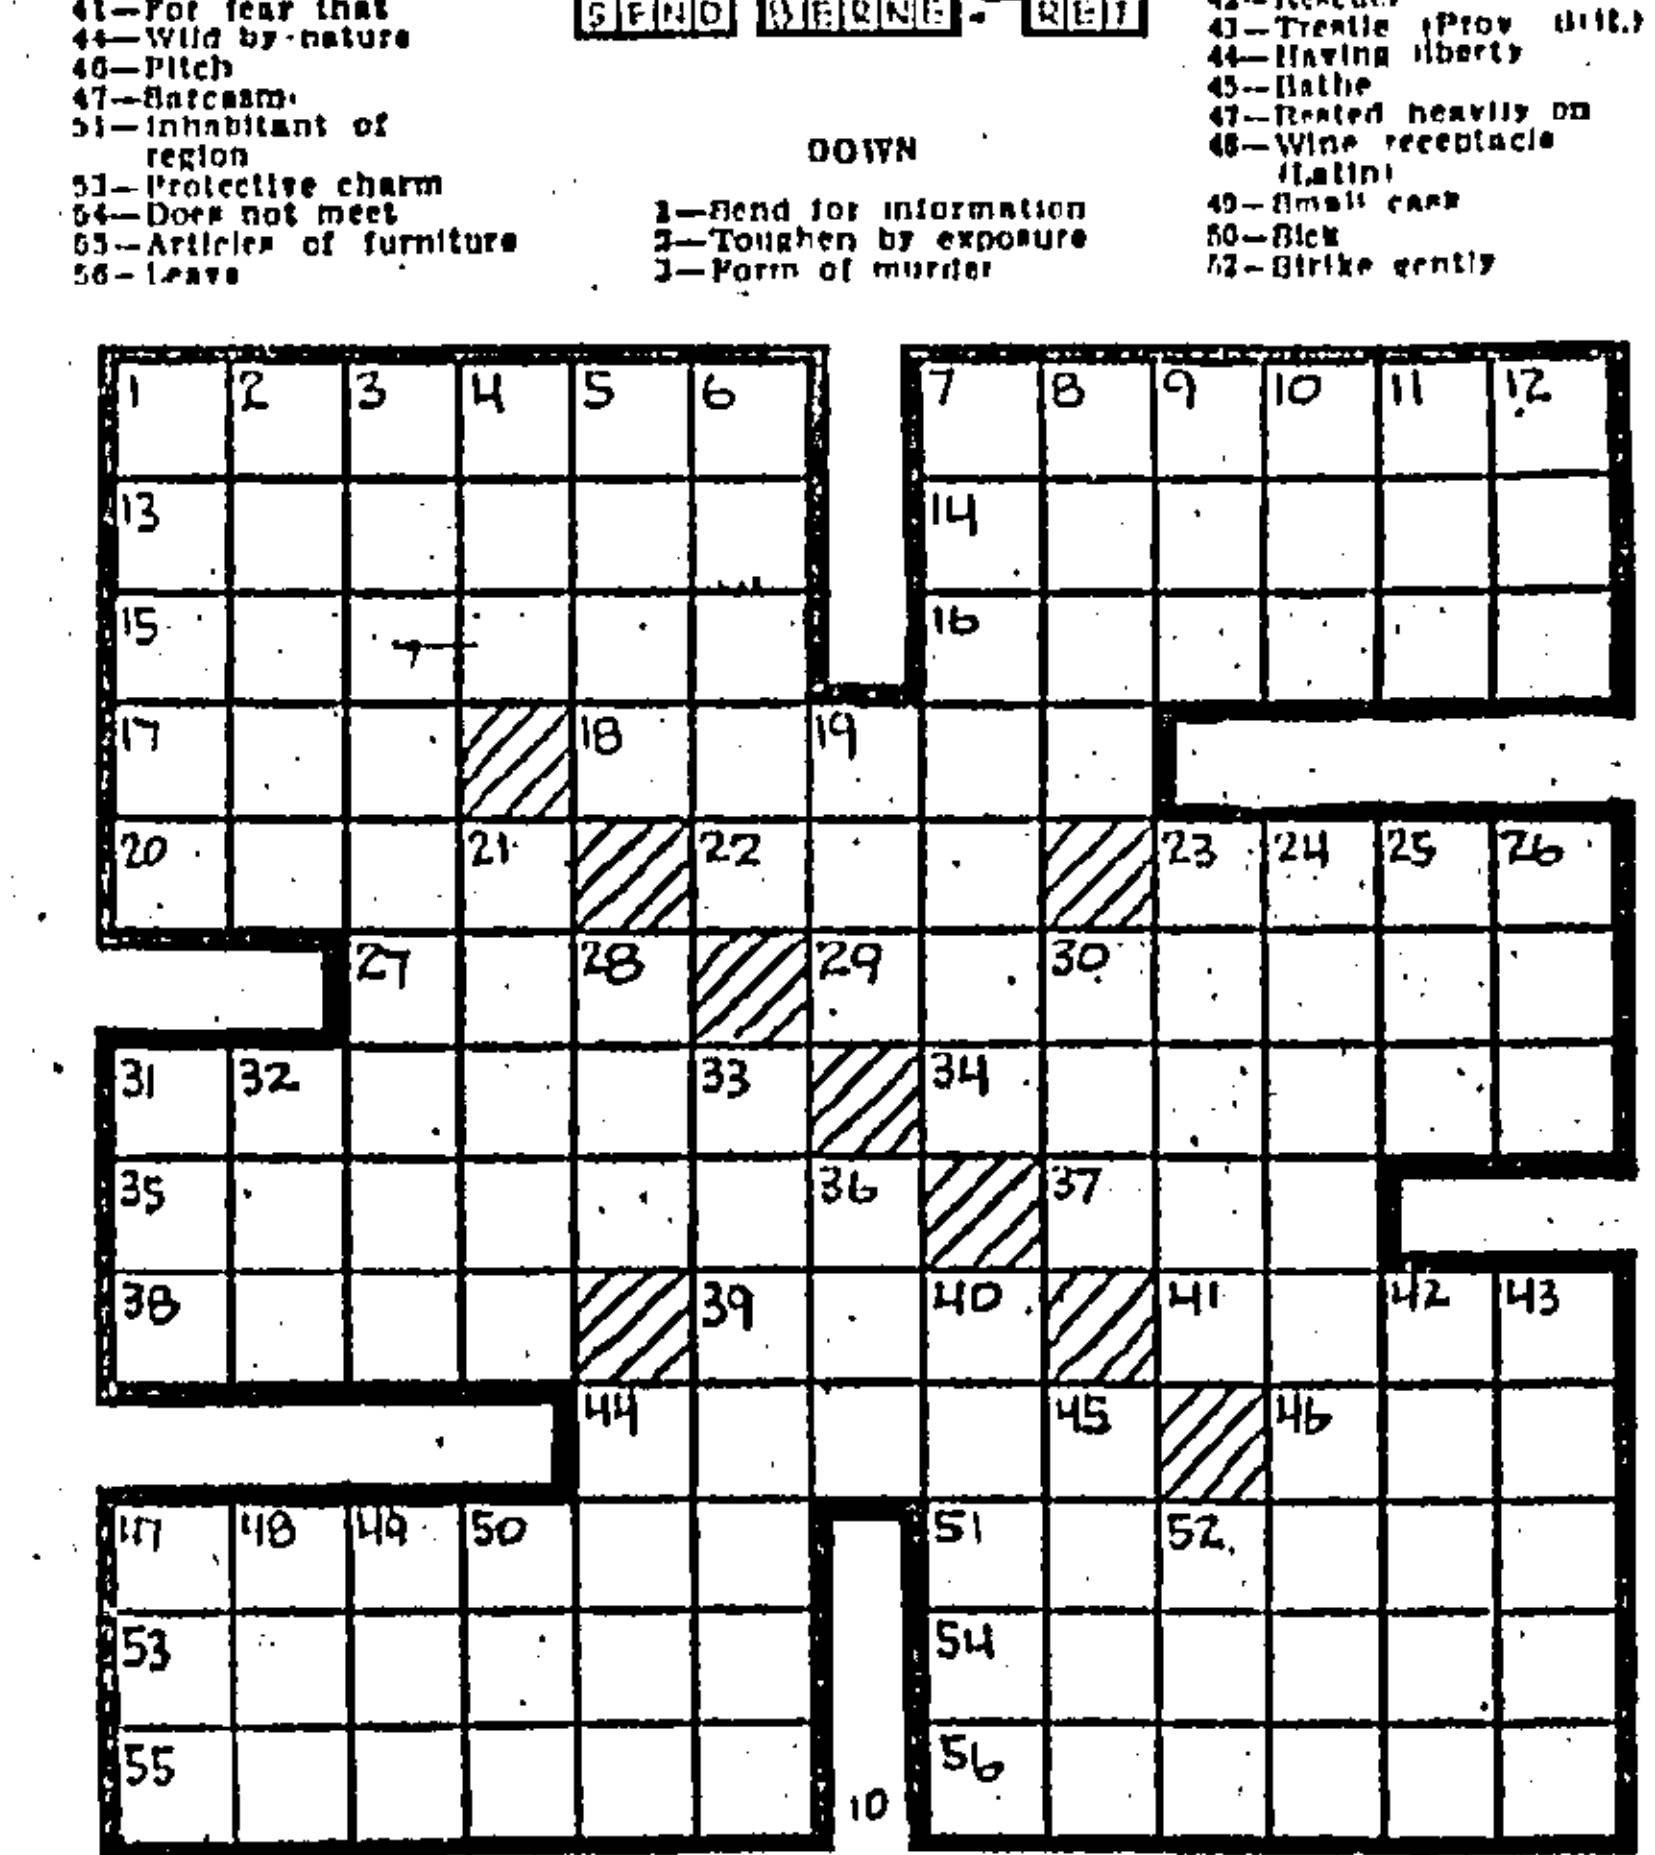 41—For fear that
44—Wild by nature
46—Pitch
47—Sarcasm
51—Inhabitant of
region
53—Protective charm
54—Does not meet
55—Articles of furniture
56—Leave
SEND BERNE RET
DOWN
1—Send for information
2—Toughen by exposure
3—Form of murder
42—Rescuer
43—Trestle (Prov. Brit.)
44—Having liberty
45—Bathe
47—Rested heavily on
48—Wine receptacle
(Latin)
49—Small cask
50—Sick
52—Strike gently
1 2 3 4 5 6 7 8 9 10 11 12
13 14
15 16
17 18 19
20 21 22 23 24 25 26
27 28 29 30
31 32 33 34
35 36 37
38 39 40 41 42 43
44 45 46
47 48 49 50 51 52
53 54
55 56
10